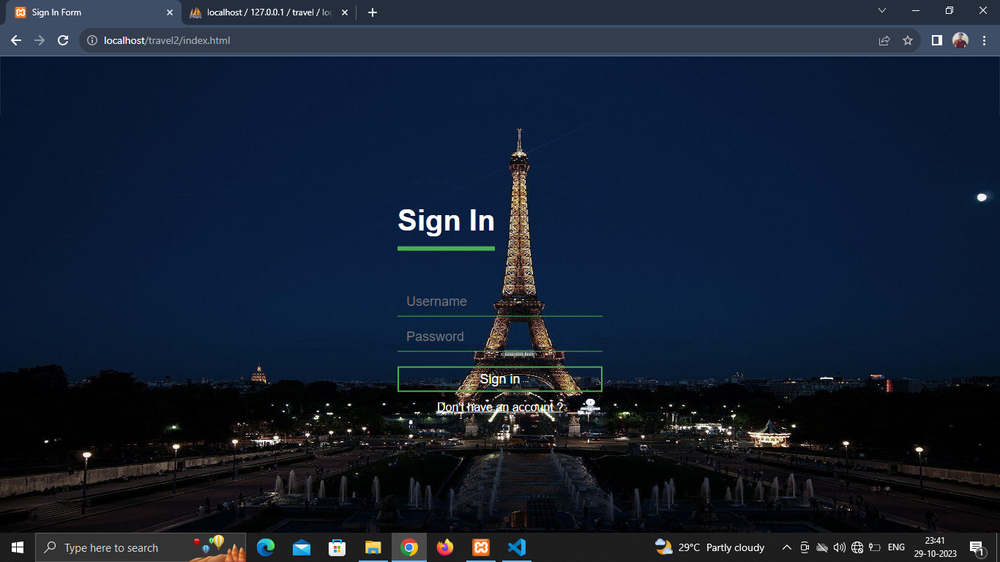 Sign In Form
localhost / 127.0.0.1 / travel / lo
localhost/travel2/index.html
Sign In
Username
Password
Sign in
Don't have an account ?
Type here to search
29°C Partly cloudy
ENG
23:41
29-10-2023
1